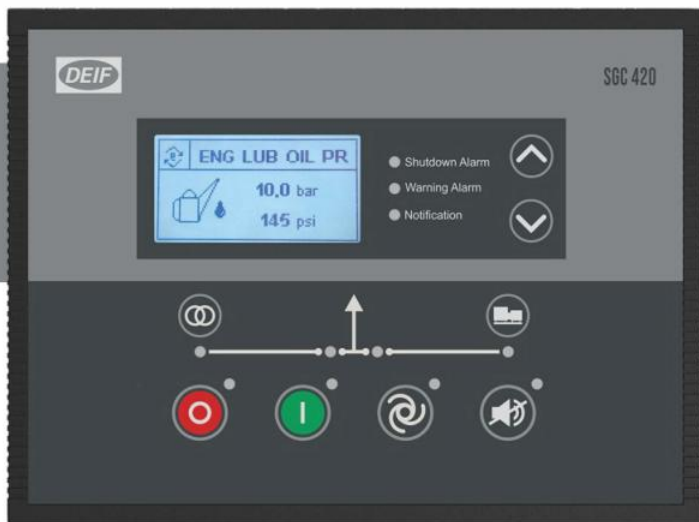 DEIF
SGC 420
ENG LUB OIL PR
10,0 bar
145 psi
Shutdown Alarm
Warning Alarm
Notification